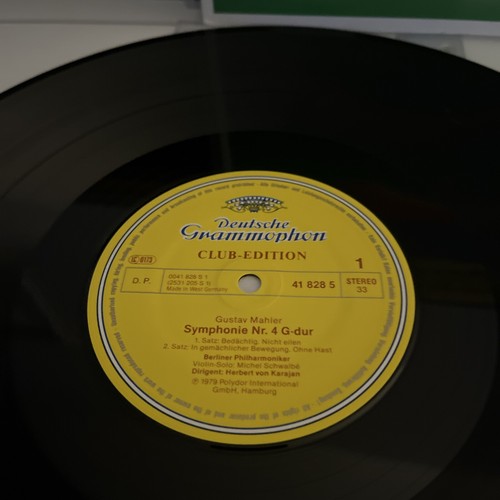 Deutsche
Grammophon
CLUB-EDITION
1
D.P.
0041 828 S 1
(2531 205 S 1)
Made in West Germany
41 828 5
STEREO
33
Gustav Mahler
Symphonie Nr. 4 G-dur
1. Satz: Bedächtig, Nicht eilen
2. Satz: In gemächlicher Bewegung, Ohne Hast
Berliner Philharmoniker
Violin-Solo: Michel Schwalbé
Dirigent: Herbert von Karajan
℗ 1979 Polydor International
GmbH, Hamburg